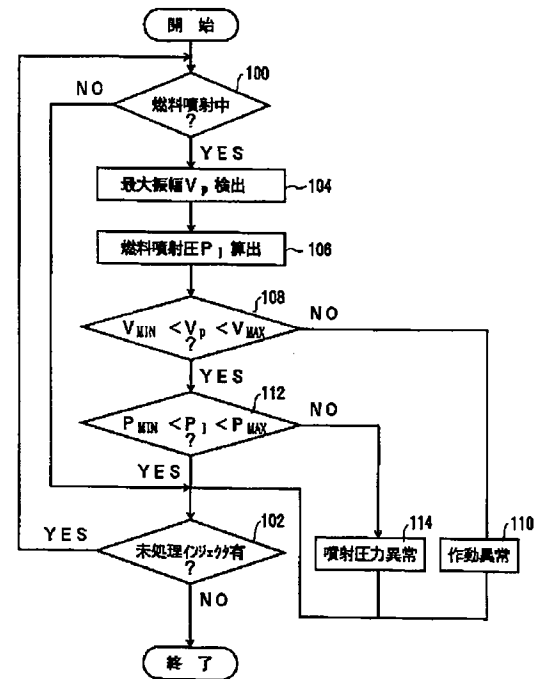 開 始
100
NO
燃料噴射中
?
YES
最大振幅Vp 検出
104
燃料噴射圧PJ 算出
106
108
NO
VMIN <Vp <VMAX
?
YES
112
NO
PMIN <PJ <PMAX
?
YES
102
YES
未処理インジェクタ有
?
114
噴射圧力異常
110
作動異常
NO
終 了